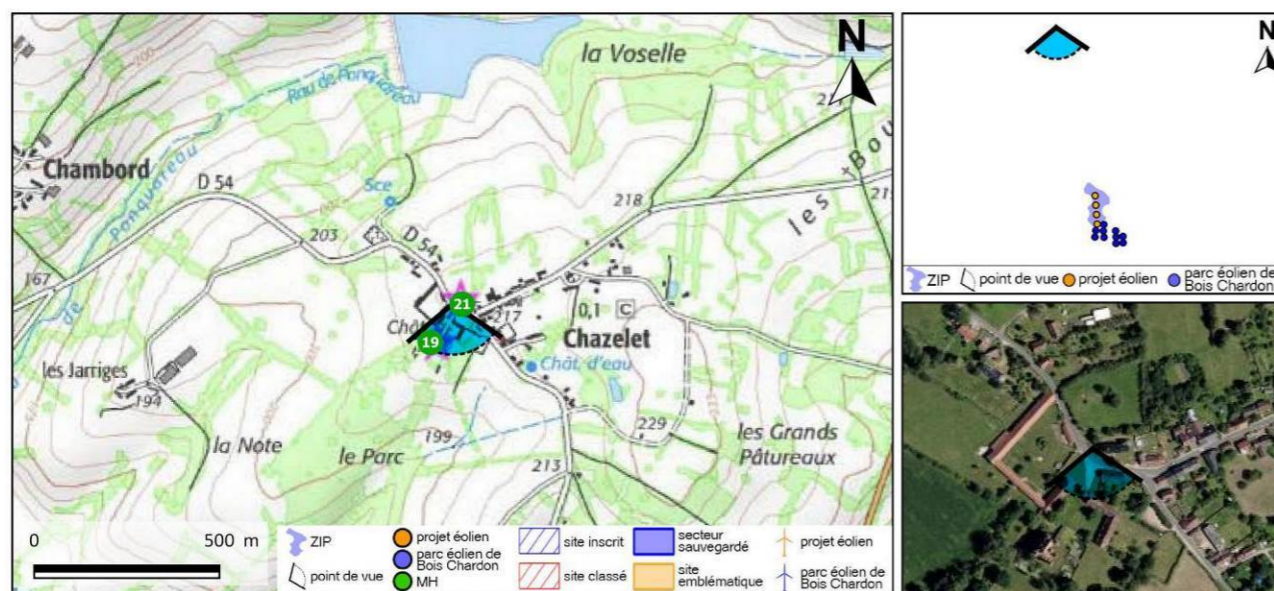 N
la Voselle
Rau de Ponquareau
Chambord
D 54
Sce
Ponquareau
de
203
D 54
218
les Bou
167
21
217
0,1
C
Chazelet
19
Chât. d'eau
les Jarriges
194
la Note
le Parc
199
229
les Grands
Pâtureaux
213
0 500 m
ZIP
point de vue
projet éolien
parc éolien de
Bois Chardon
MH
site inscrit
site classé
secteur
sauvegardé
site
emblématique
projet éolien
parc éolien de
Bois Chardon
N
ZIP
point de vue
projet éolien
parc éolien de
Bois Chardon